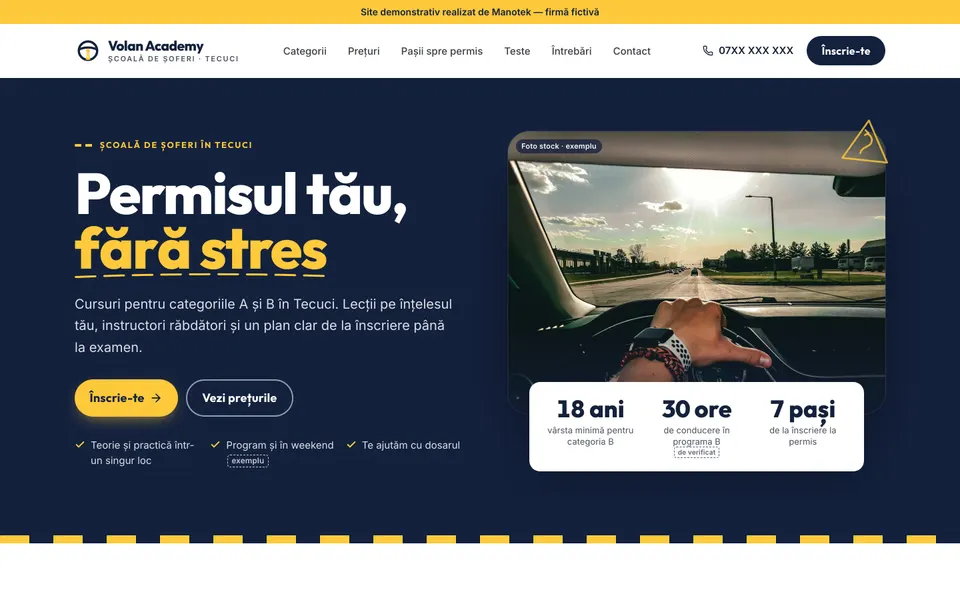 Site demonstrativ realizat de Manotek — firmă fictivă
Volan Academy
ȘCOALĂ DE ȘOFERI · TECUCI
Categorii
Prețuri
Pașii spre permis
Teste
Întrebări
Contact
07XX XXX XXX
Înscrie-te
ȘCOALĂ DE ȘOFERI ÎN TECUCI
Permisul tău,
fără stres
Cursuri pentru categoriile A și B în Tecuci. Lecții pe înțelesul
tău, instructori răbdători și un plan clar de la înscriere până
la examen.
Înscrie-te →
Vezi prețurile
Teorie și practică într-
un singur loc
Program și în weekend
exemplu
Te ajutăm cu dosarul
Foto stock · exemplu
18 ani
vârsta minimă pentru
categoria B
30 ore
de conducere în
programa B
de verificat
7 pași
de la înscriere la
permis